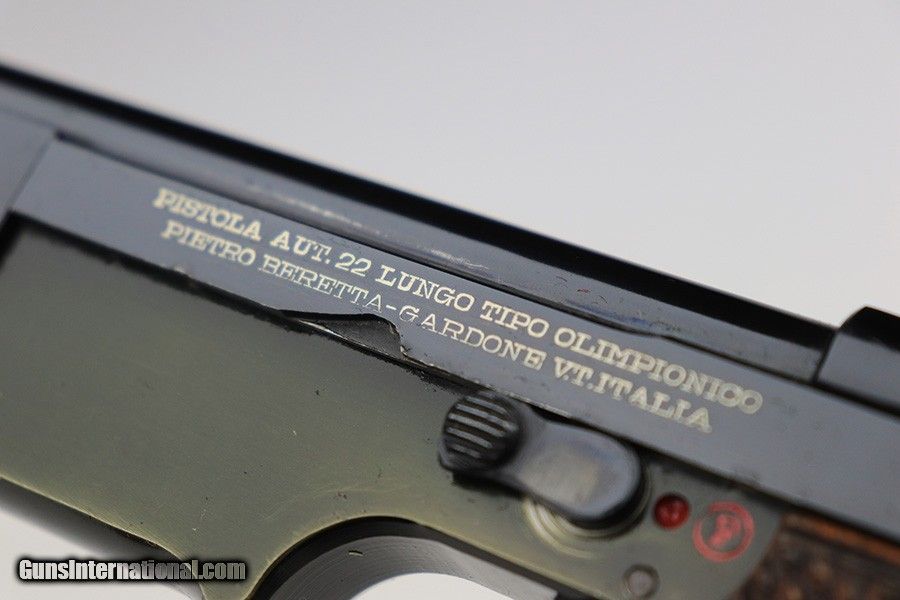 PISTOLA AUT. 22 LUNGO TIPO OLIMPIONICO
PIETRO BERETTA-GARDONE V.T. ITALIA
F
GunsInternational.com